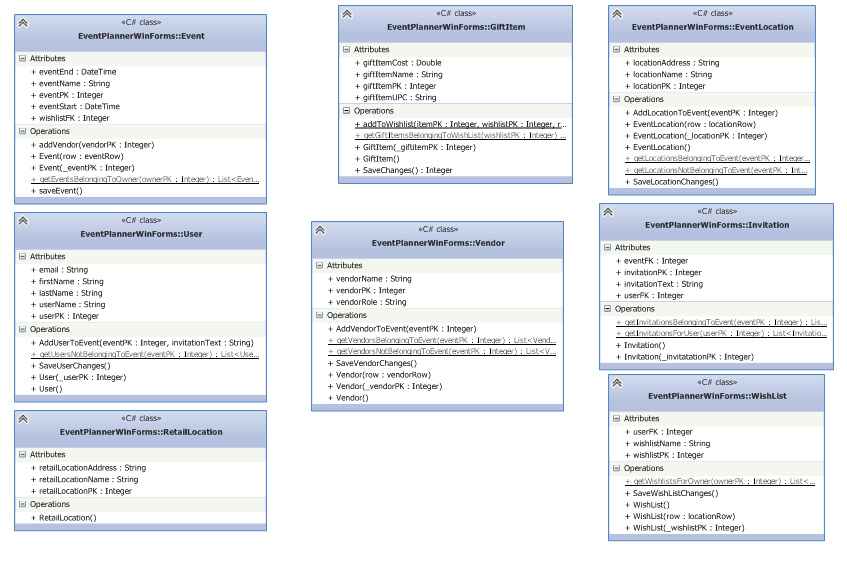 «C# class»
EventPlannerWinForms::Event
Attributes
+ eventEnd : DateTime
+ eventName : String
+ eventPK : Integer
+ eventStart : DateTime
+ wishlistFK : Integer
Operations
+ addVendor(vendorPK : Integer)
+ Event(row : eventRow)
+ Event(_eventPK : Integer)
+ getEventsBelongingToOwner(ownerPK : Integer) : List<Even...
+ saveEvent()
«C# class»
EventPlannerWinForms::User
Attributes
+ email : String
+ firstName : String
+ lastName : String
+ userName : String
+ userPK : Integer
Operations
+ AddUserToEvent(eventPK : Integer, invitationText : String)
+ getUsersNotBelongingToEvent(eventPK : Integer) : List<Use...
+ SaveUserChanges()
+ User(_userPK : Integer)
+ User()
«C# class»
EventPlannerWinForms::RetailLocation
Attributes
+ retailLocationAddress : String
+ retailLocationName : String
+ retailLocationPK : Integer
Operations
+ RetailLocation()
«C# class»
EventPlannerWinForms::GiftItem
Attributes
+ giftItemCost : Double
+ giftItemName : String
+ giftItemPK : Integer
+ giftItemUPC : String
Operations
+ addToWishlist(itemPK : Integer, wishlistPK : Integer, r...
+ getGiftItemsBelongingToWishList(wishlistPK : Integer) ...
+ GiftItem(_giftitemPK : Integer)
+ GiftItem()
+ SaveChanges() : Integer
«C# class»
EventPlannerWinForms::Vendor
Attributes
+ vendorName : String
+ vendorPK : Integer
+ vendorRole : String
Operations
+ AddVendorToEvent(eventPK : Integer)
+ getVendorsBelongingToEvent(eventPK : Integer) : List<Vend...
+ getVendorsNotBelongingToEvent(eventPK : Integer) : List<V...
+ SaveVendorChanges()
+ Vendor(row : vendorRow)
+ Vendor(_vendorPK : Integer)
+ Vendor()
«C# class»
EventPlannerWinForms::EventLocation
Attributes
+ locationAddress : String
+ locationName : String
+ locationPK : Integer
Operations
+ AddLocationToEvent(eventPK : Integer)
+ EventLocation(row : locationRow)
+ EventLocation(_locationPK : Integer)
+ EventLocation()
+ getLocationsBelongingToEvent(eventPK : Integer...
+ getLocationsNotBelongingToEvent(eventPK : Int...
+ SaveLocationChanges()
«C# class»
EventPlannerWinForms::Invitation
Attributes
+ eventFK : Integer
+ invitationPK : Integer
+ invitationText : String
+ userFK : Integer
Operations
+ getInvitationsBelongingToEvent(eventPK : Integer) : Lis...
+ getInvitationsForUser(userPK : Integer) : List<Invitatio...
+ Invitation()
+ Invitation(_invitatationPK : Integer)
«C# class»
EventPlannerWinForms::WishList
Attributes
+ userFK : Integer
+ wishlistName : String
+ wishlistPK : Integer
Operations
+ getWishlistsForOwner(ownerPK : Integer) : List<...
+ SaveWishListChanges()
+ WishList()
+ WishList(row : locationRow)
+ WishList(_wishlistPK : Integer)